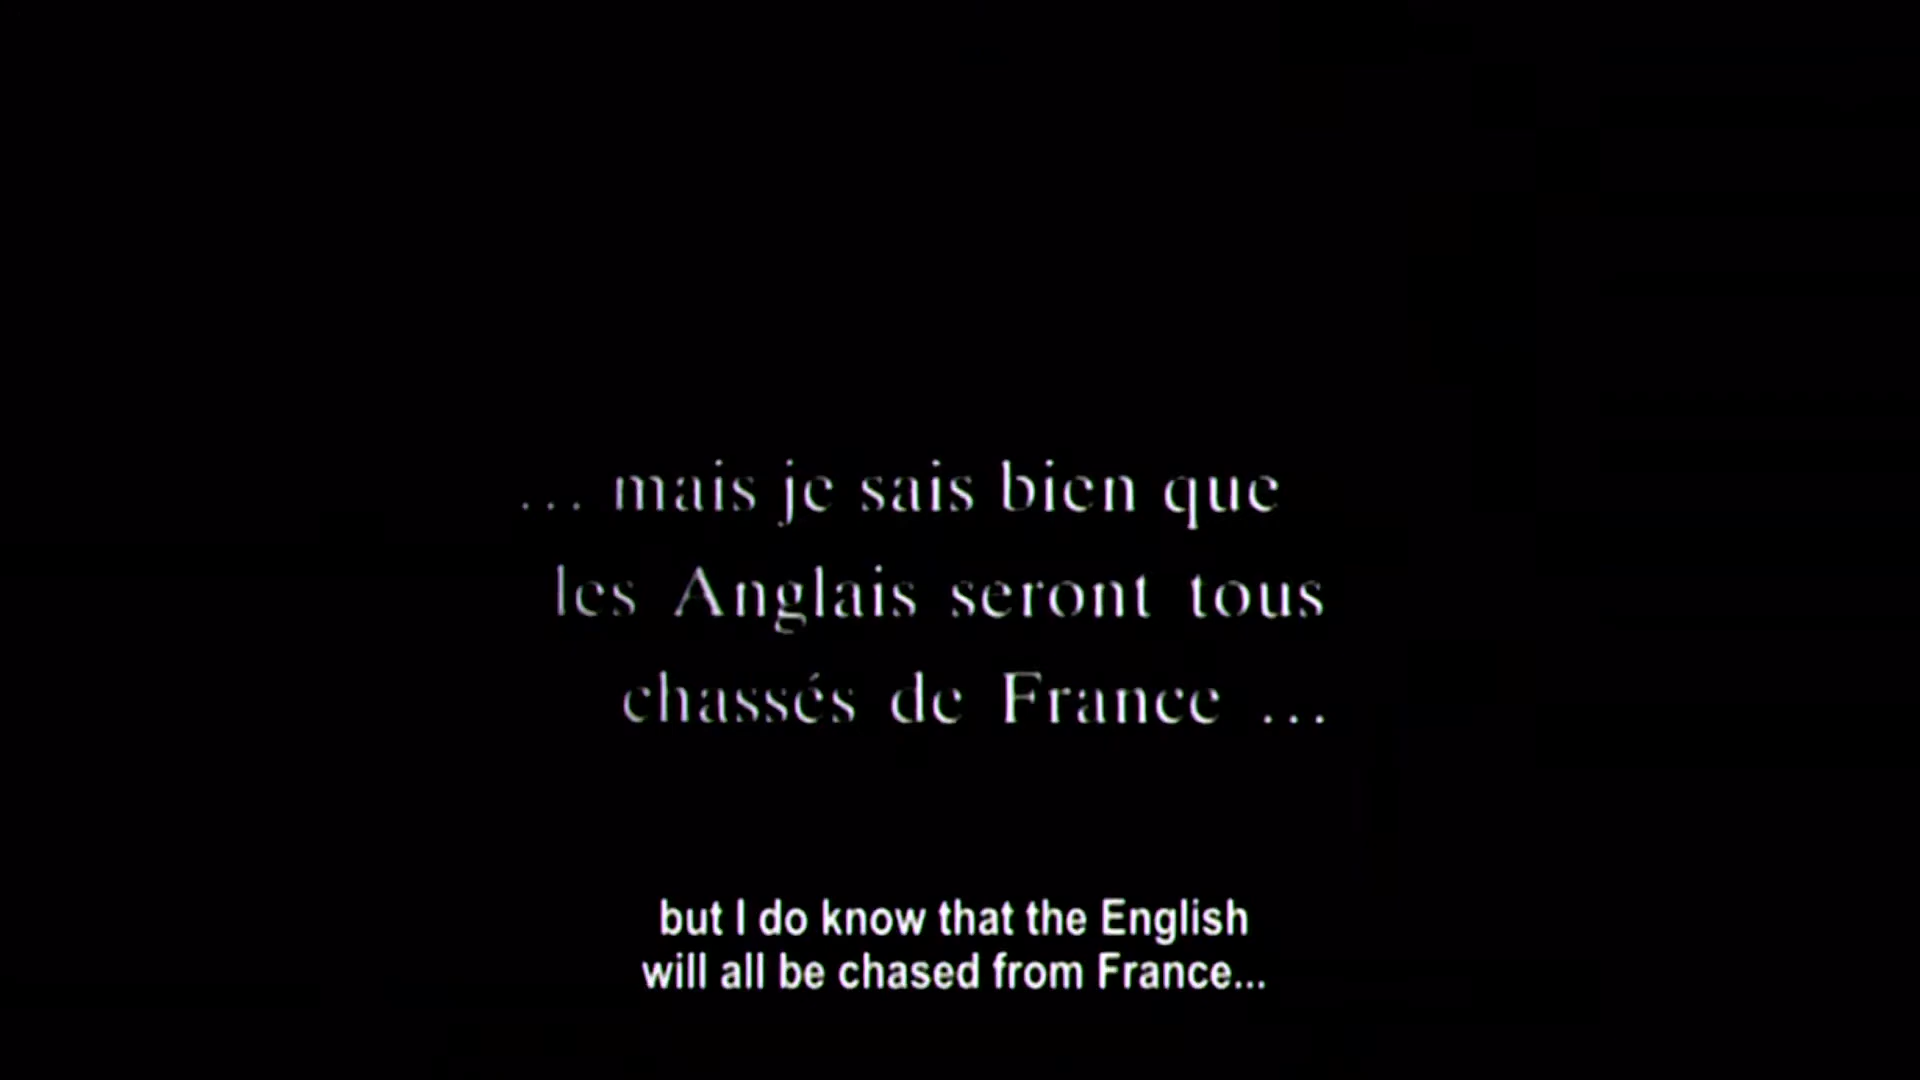 ... mais je sais bien que
les Anglais seront tous
chassés de France ...
but I do know that the English
will all be chased from France...